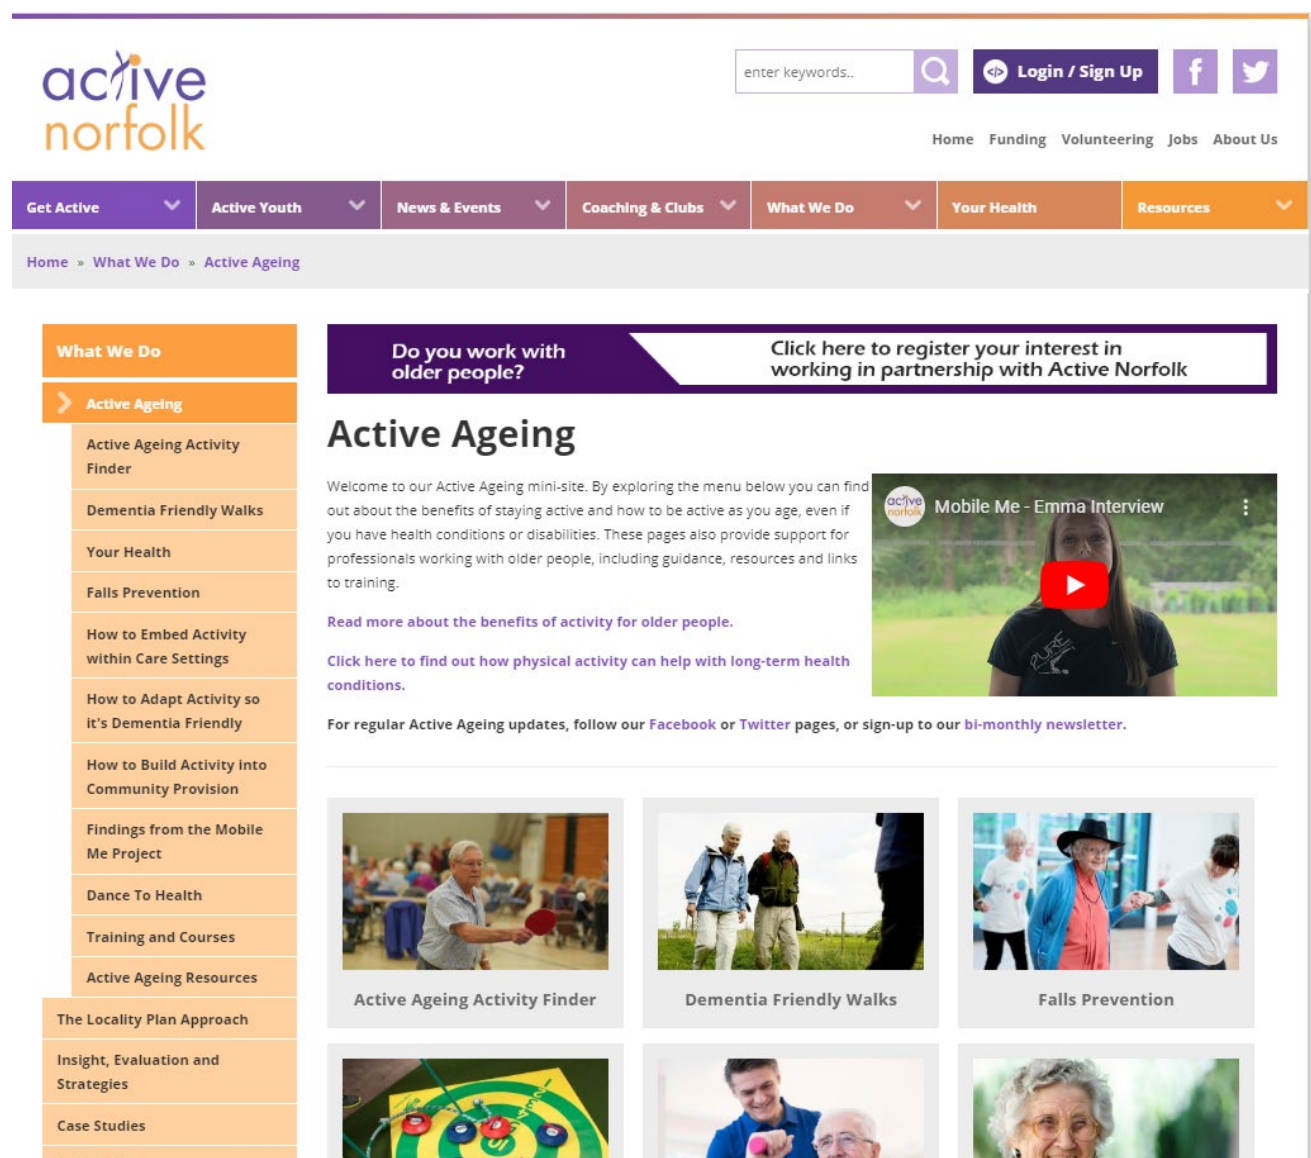 active
norfolk
enter keywords..
Login / Sign Up
Home Funding Volunteering Jobs About Us
Get Active
Active Youth
News & Events
Coaching & Clubs
What We Do
Your Health
Resources
Home » What We Do » Active Ageing
What We Do
Active Ageing
Active Ageing Activity
Finder
Dementia Friendly Walks
Your Health
Falls Prevention
How to Embed Activity
within Care Settings
How to Adapt Activity so
it's Dementia Friendly
How to Build Activity into
Community Provision
Findings from the Mobile
Me Project
Dance To Health
Training and Courses
Active Ageing Resources
The Locality Plan Approach
Insight, Evaluation and
Strategies
Case Studies
Do you work with
older people?
Click here to register your interest in
working in partnership with Active Norfolk
Active Ageing
Welcome to our Active Ageing mini-site. By exploring the menu below you can find
out about the benefits of staying active and how to be active as you age, even if
you have health conditions or disabilities. These pages also provide support for
professionals working with older people, including guidance, resources and links
to training.
Read more about the benefits of activity for older people.
Click here to find out how physical activity can help with long-term health
conditions.
active
norfolk
Mobile Me - Emma Interview
PURE
For regular Active Ageing updates, follow our Facebook or Twitter pages, or sign-up to our bi-monthly newsletter.
Active Ageing Activity Finder
Dementia Friendly Walks
Falls Prevention